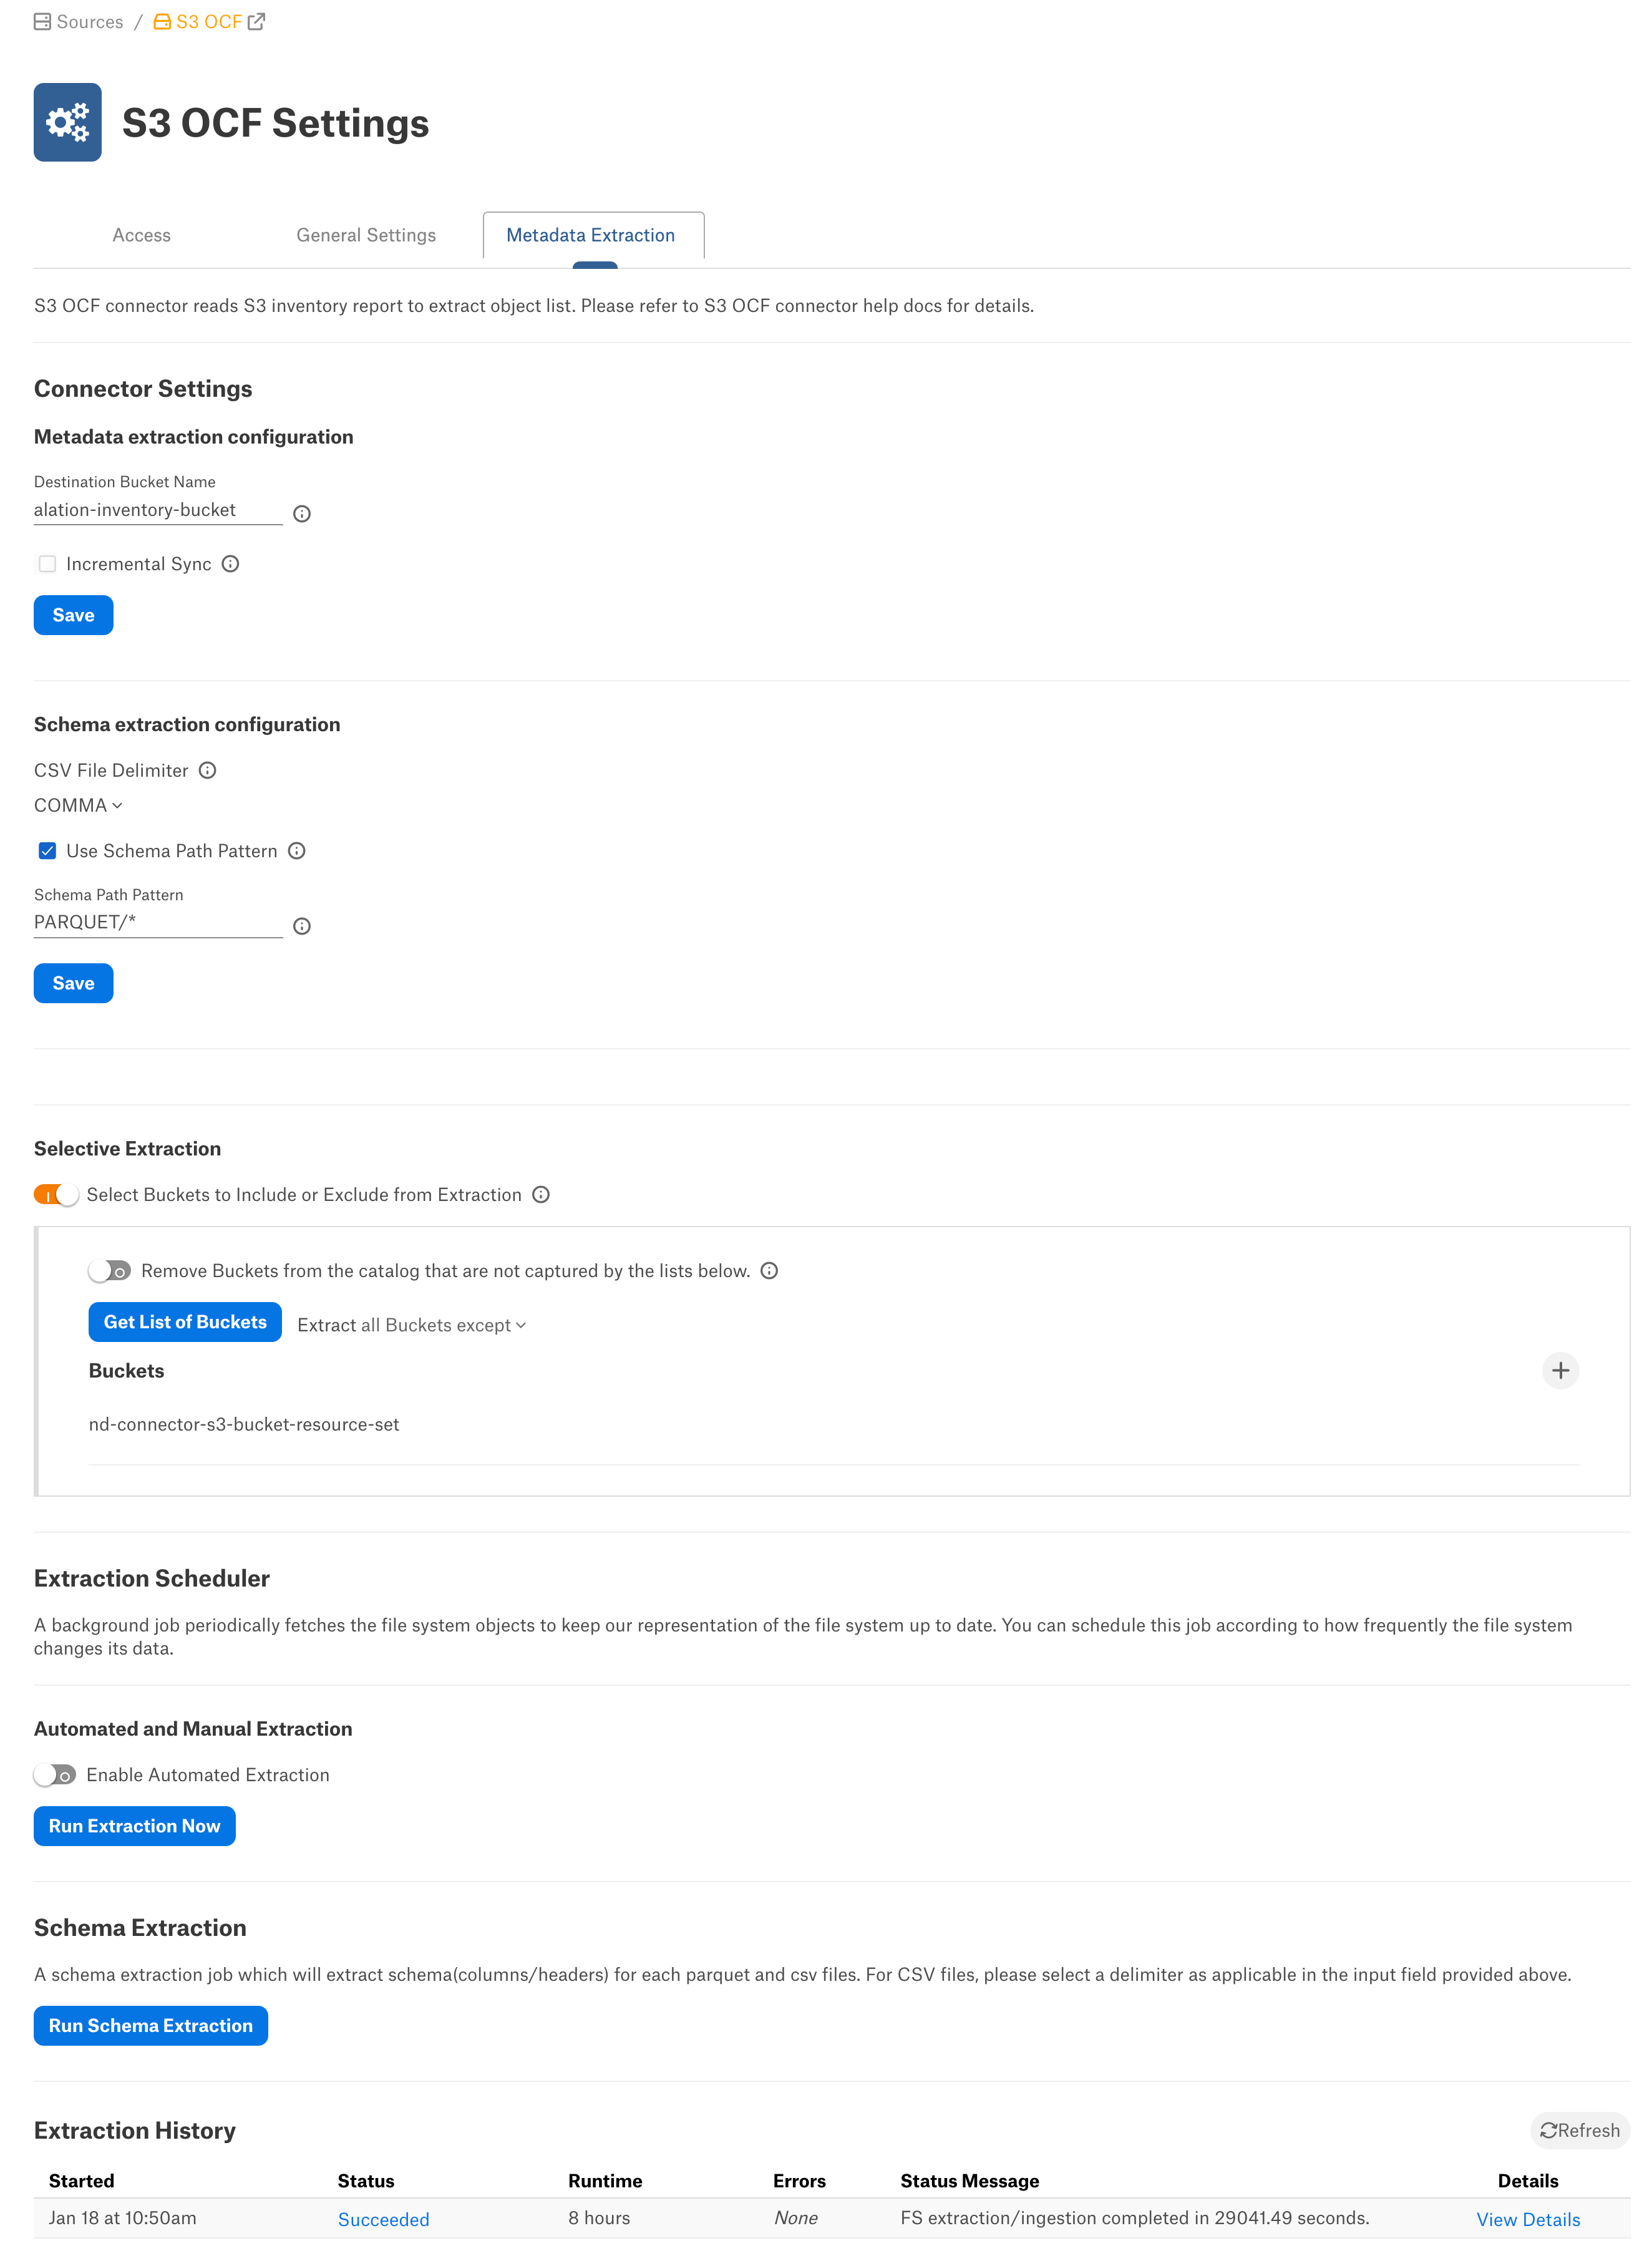 Sources / S3 OCF
S3 OCF Settings
Access General Settings Metadata Extraction
S3 OCF connector reads S3 inventory report to extract object list. Please refer to S3 OCF connector help docs for details.
Connector Settings
Metadata extraction configuration
Destination Bucket Name
alation-inventory-bucket
Incremental Sync
Save
Schema extraction configuration
CSV File Delimiter
COMMA
Use Schema Path Pattern
Schema Path Pattern
PARQUET/*
Save
Selective Extraction
Select Buckets to Include or Exclude from Extraction
Remove Buckets from the catalog that are not captured by the lists below.
Get List of Buckets Extract all Buckets except
Buckets
nd-connector-s3-bucket-resource-set
Extraction Scheduler
A background job periodically fetches the file system objects to keep our representation of the file system up to date. You can schedule this job according to how frequently the file system
changes its data.
Automated and Manual Extraction
Enable Automated Extraction
Run Extraction Now
Schema Extraction
A schema extraction job which will extract schema(columns/headers) for each parquet and csv files. For CSV files, please select a delimiter as applicable in the input field provided above.
Run Schema Extraction
Extraction History Refresh
Started Status Runtime Errors Status Message Details
Jan 18 at 10:50am Succeeded 8 hours None FS extraction/ingestion completed in 29041.49 seconds. View Details